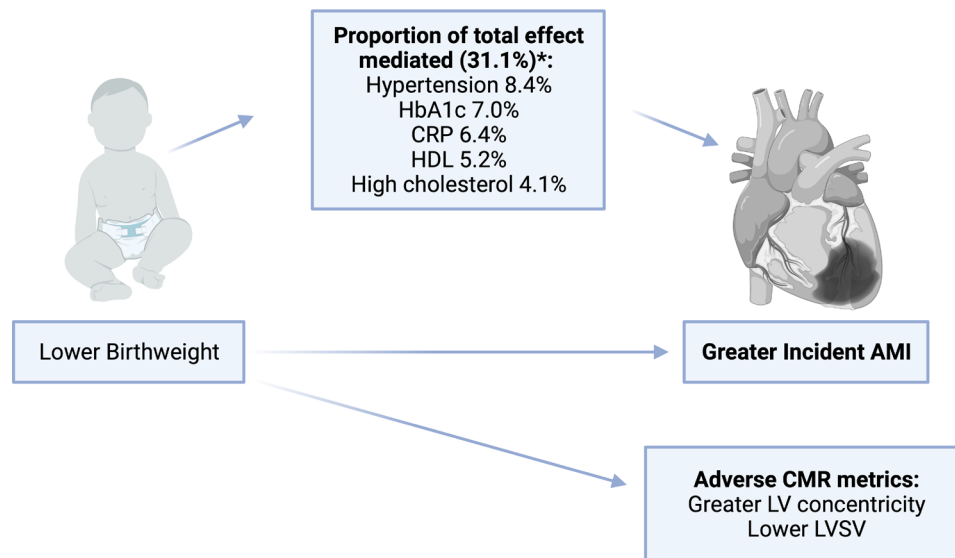 Proportion of total effect
mediated (31.1%)*:
Hypertension 8.4%
HbA1c 7.0%
CRP 6.4%
HDL 5.2%
High cholesterol 4.1%
Lower Birthweight
Greater Incident AMI
Adverse CMR metrics:
Greater LV concentricity
Lower LVSV